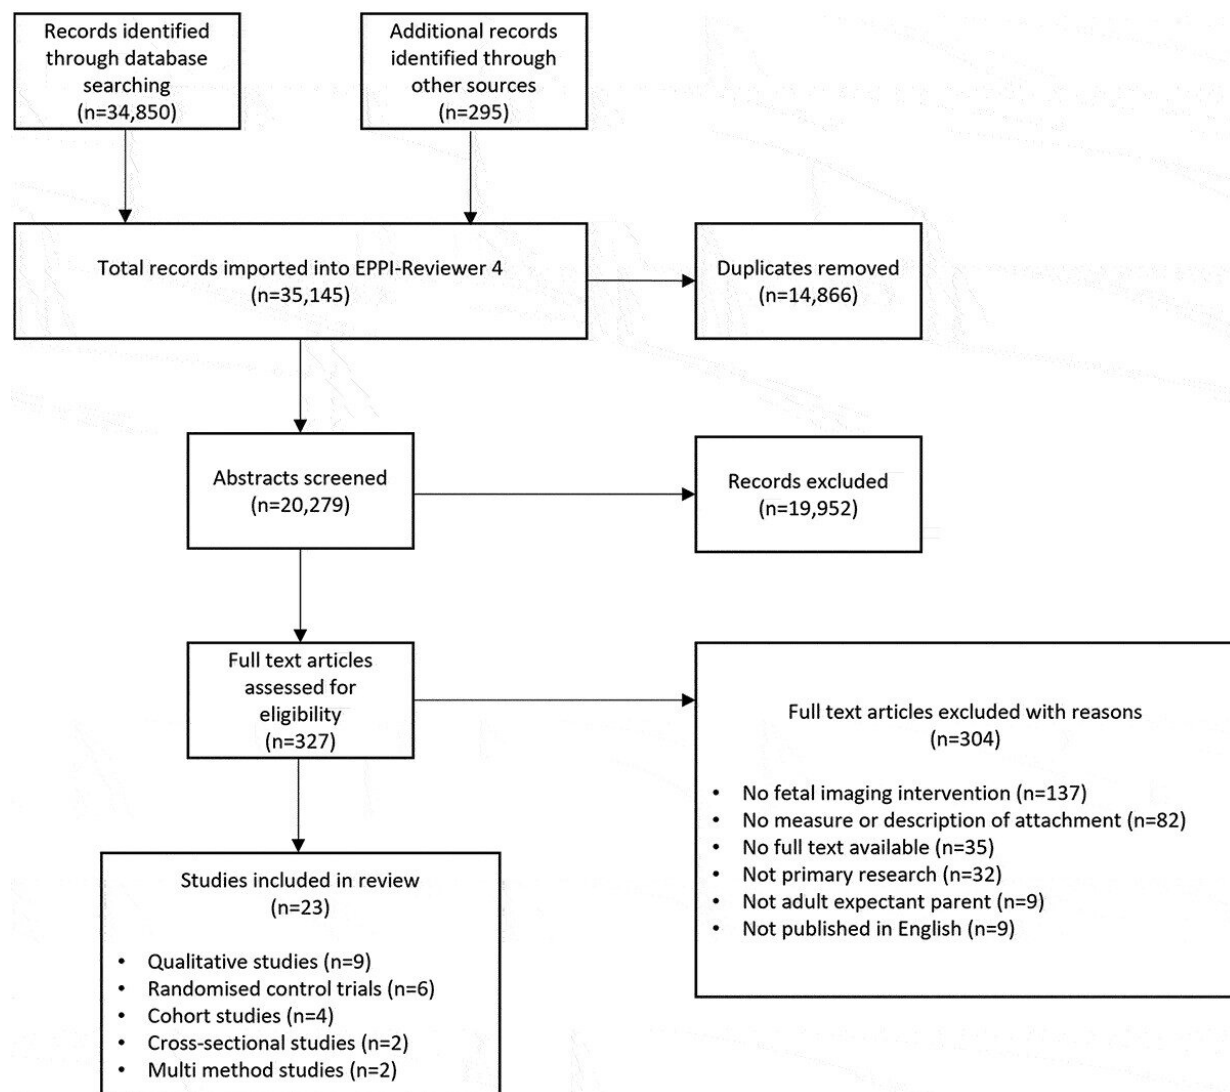 Records identified
through database
searching
(n=34,850)
Additional records
identified through
other sources
(n=295)
Total records imported into EPPI-Reviewer 4
(n=35,145)
Duplicates removed
(n=14,866)
Abstracts screened
(n=20,279)
Records excluded
(n=19,952)
Full text articles
assessed for
eligibility
(n=327)
Full text articles excluded with reasons
(n=304)
• No fetal imaging intervention (n=137)
• No measure or description of attachment (n=82)
• No full text available (n=35)
• Not primary research (n=32)
• Not adult expectant parent (n=9)
• Not published in English (n=9)
Studies included in review
(n=23)
• Qualitative studies (n=9)
• Randomised control trials (n=6)
• Cohort studies (n=4)
• Cross-sectional studies (n=2)
• Multi method studies (n=2)